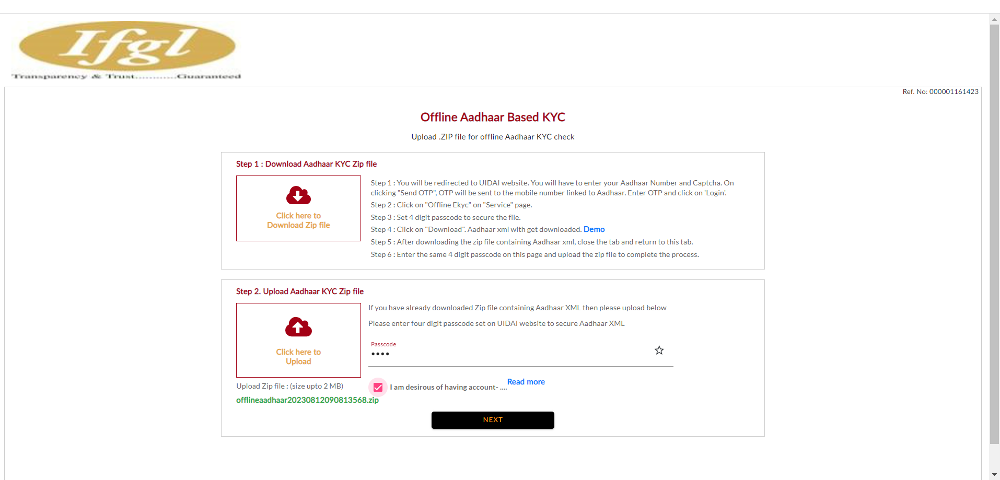 Ifgl
Transparency & Trust.............Guaranteed
Ref. No: 000001161423
Offline Aadhaar Based KYC
Upload .ZIP file for offline Aadhaar KYC check
Step 1 : Download Aadhaar KYC Zip file
Click here to
Download Zip file
Step 1 : You will be redirected to UIDAI website. You will have to enter your Aadhaar Number and Captcha. On
clicking "Send OTP", OTP will be sent to the mobile number linked to Aadhaar. Enter OTP and click on 'Login'.
Step 2 : Click on "Offline Ekyc" on "Service" page.
Step 3 : Set 4 digit passcode to secure the file.
Step 4 : Click on "Download". Aadhaar xml with get downloaded. Demo
Step 5 : After downloading the zip file containing Aadhaar xml, close the tab and return to this tab.
Step 6 : Enter the same 4 digit passcode on this page and upload the zip file to complete the process.
Step 2. Upload Aadhaar KYC Zip file
Click here to
Upload
Upload Zip file : (size upto 2 MB)
offlineaadhaar20230812090813568.zip
If you have already downloaded Zip file containing Aadhaar XML then please upload below
Please enter four digit passcode set on UIDAI website to secure Aadhaar XML
Passcode
••••
I am desirous of having account- .... Read more
NEXT